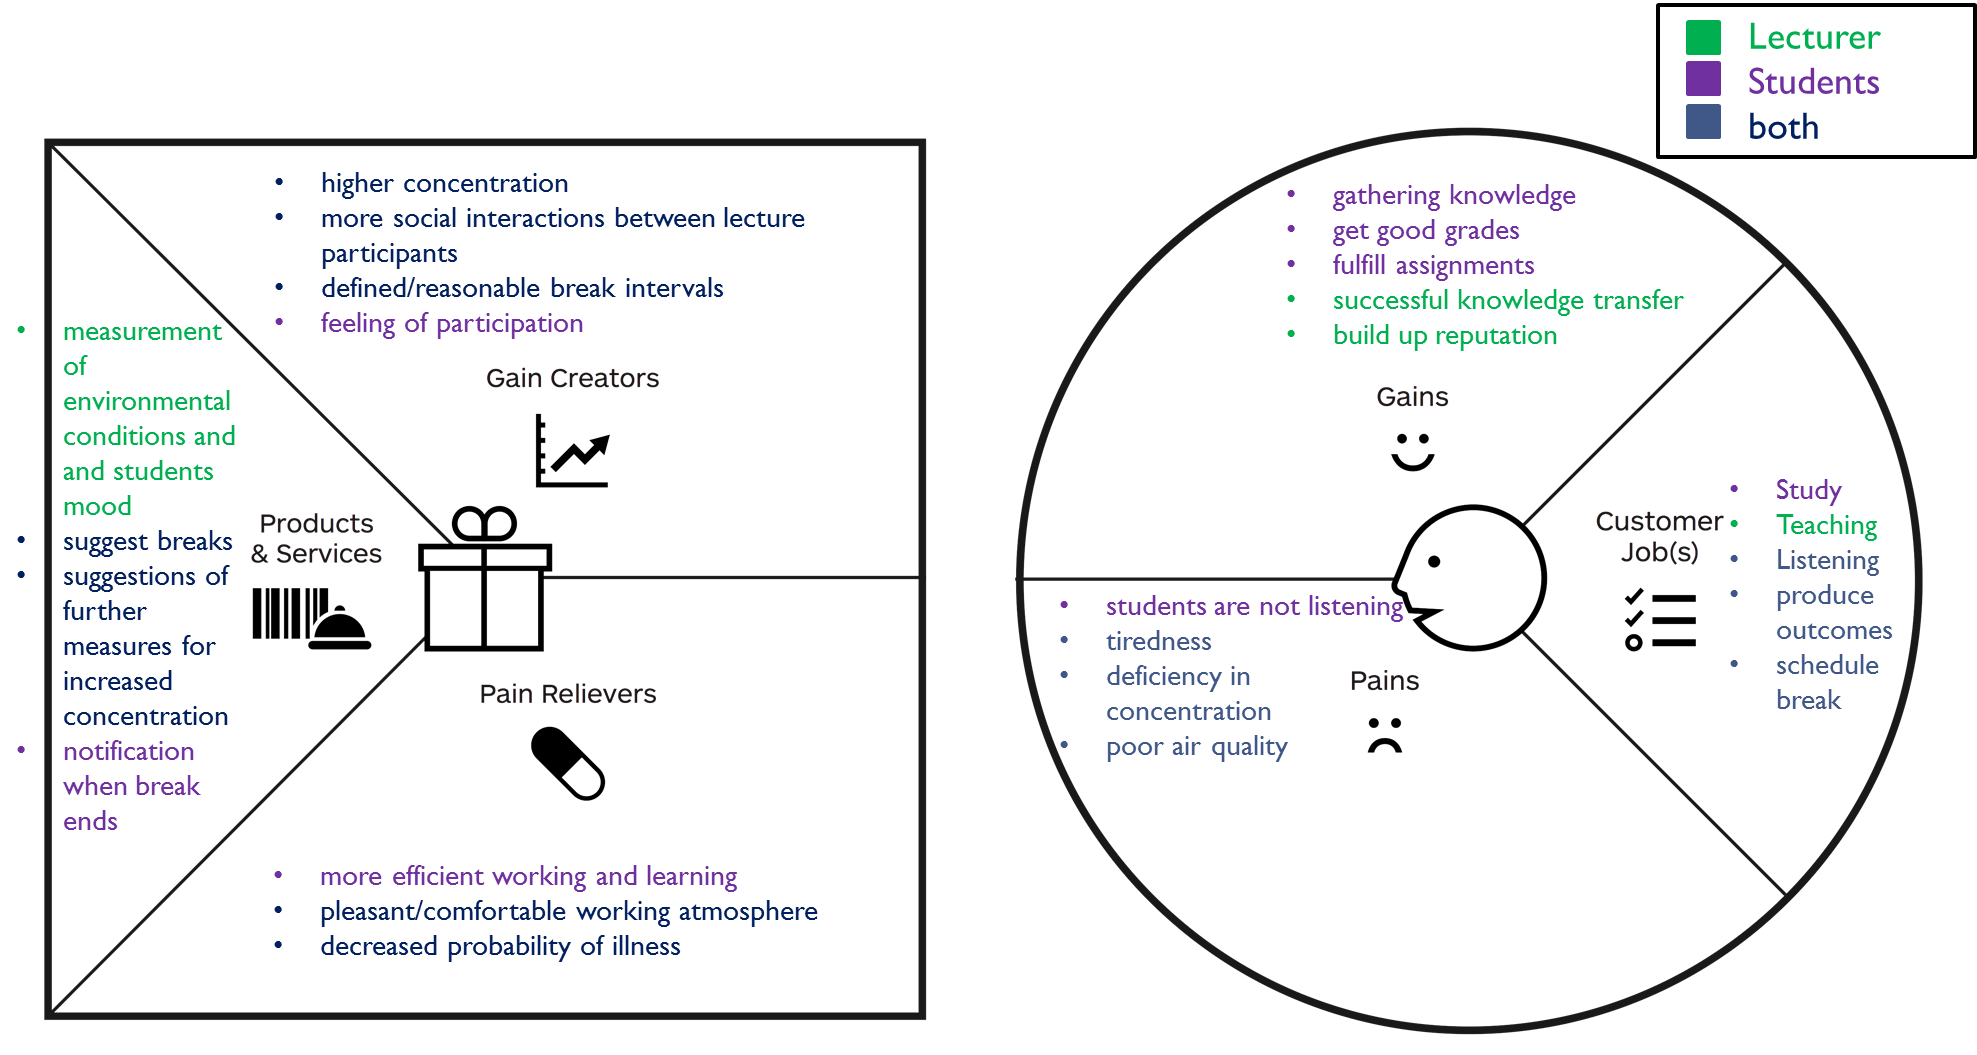 Lecturer
Students
both
• higher concentration
• more social interactions between lecture
participants
• defined/reasonable break intervals
• feeling of participation
Gain Creators
• measurement
of
environmental
conditions and
and students
mood
• suggest breaks
• suggestions of
further
measures for
increased
concentration
• notification
when break
ends
Products
& Services
Pain Relievers
• more efficient working and learning
• pleasant/comfortable working atmosphere
• decreased probability of illness
• gathering knowledge
• get good grades
• fulfill assignments
• successful knowledge transfer
• build up reputation
Gains
Customer
Job(s)
• Study
• Teaching
• Listening
• produce
outcomes
• schedule
break
• students are not listening
• tiredness
• deficiency in
concentration
• poor air quality
Pains